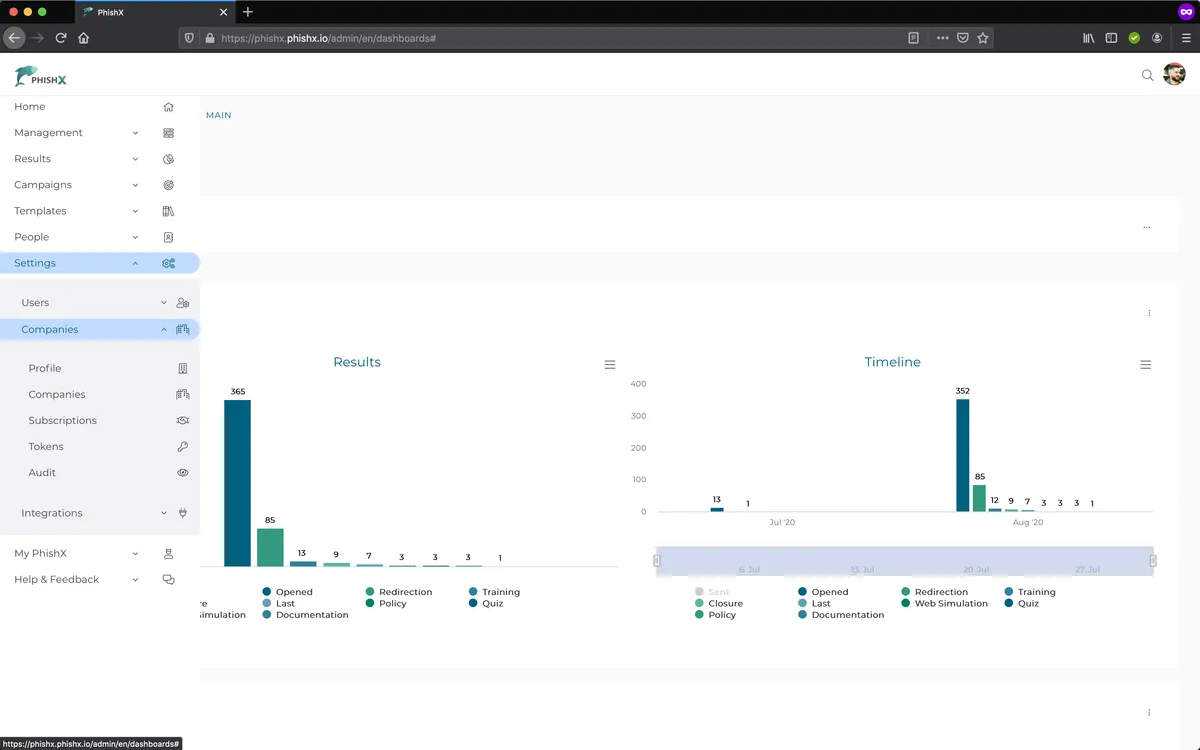 PhishX
https://phishx.phishx.io/admin/en/dashboards#
PHISHX
Home
Management
Results
Campaigns
Templates
People
Settings
Users
Companies
Profile
Companies
Subscriptions
Tokens
Audit
Integrations
My PhishX
Help & Feedback
MAIN
Results
365
85
13
9
7
3
3
3
1
Opened
Redirection
Training
re
Last
Policy
Quiz
Simulation
Documentation
Timeline
400
300
200
100
0
13
1
352
85
12
9
7
3
3
3
1
Jul '20
Aug '20
6. Jul
13. Jul
20. Jul
27. Jul
Sent
Opened
Redirection
Training
Closure
Last
Web Simulation
Quiz
Policy
Documentation
https://phishx.phishx.io/admin/en/dashboards#